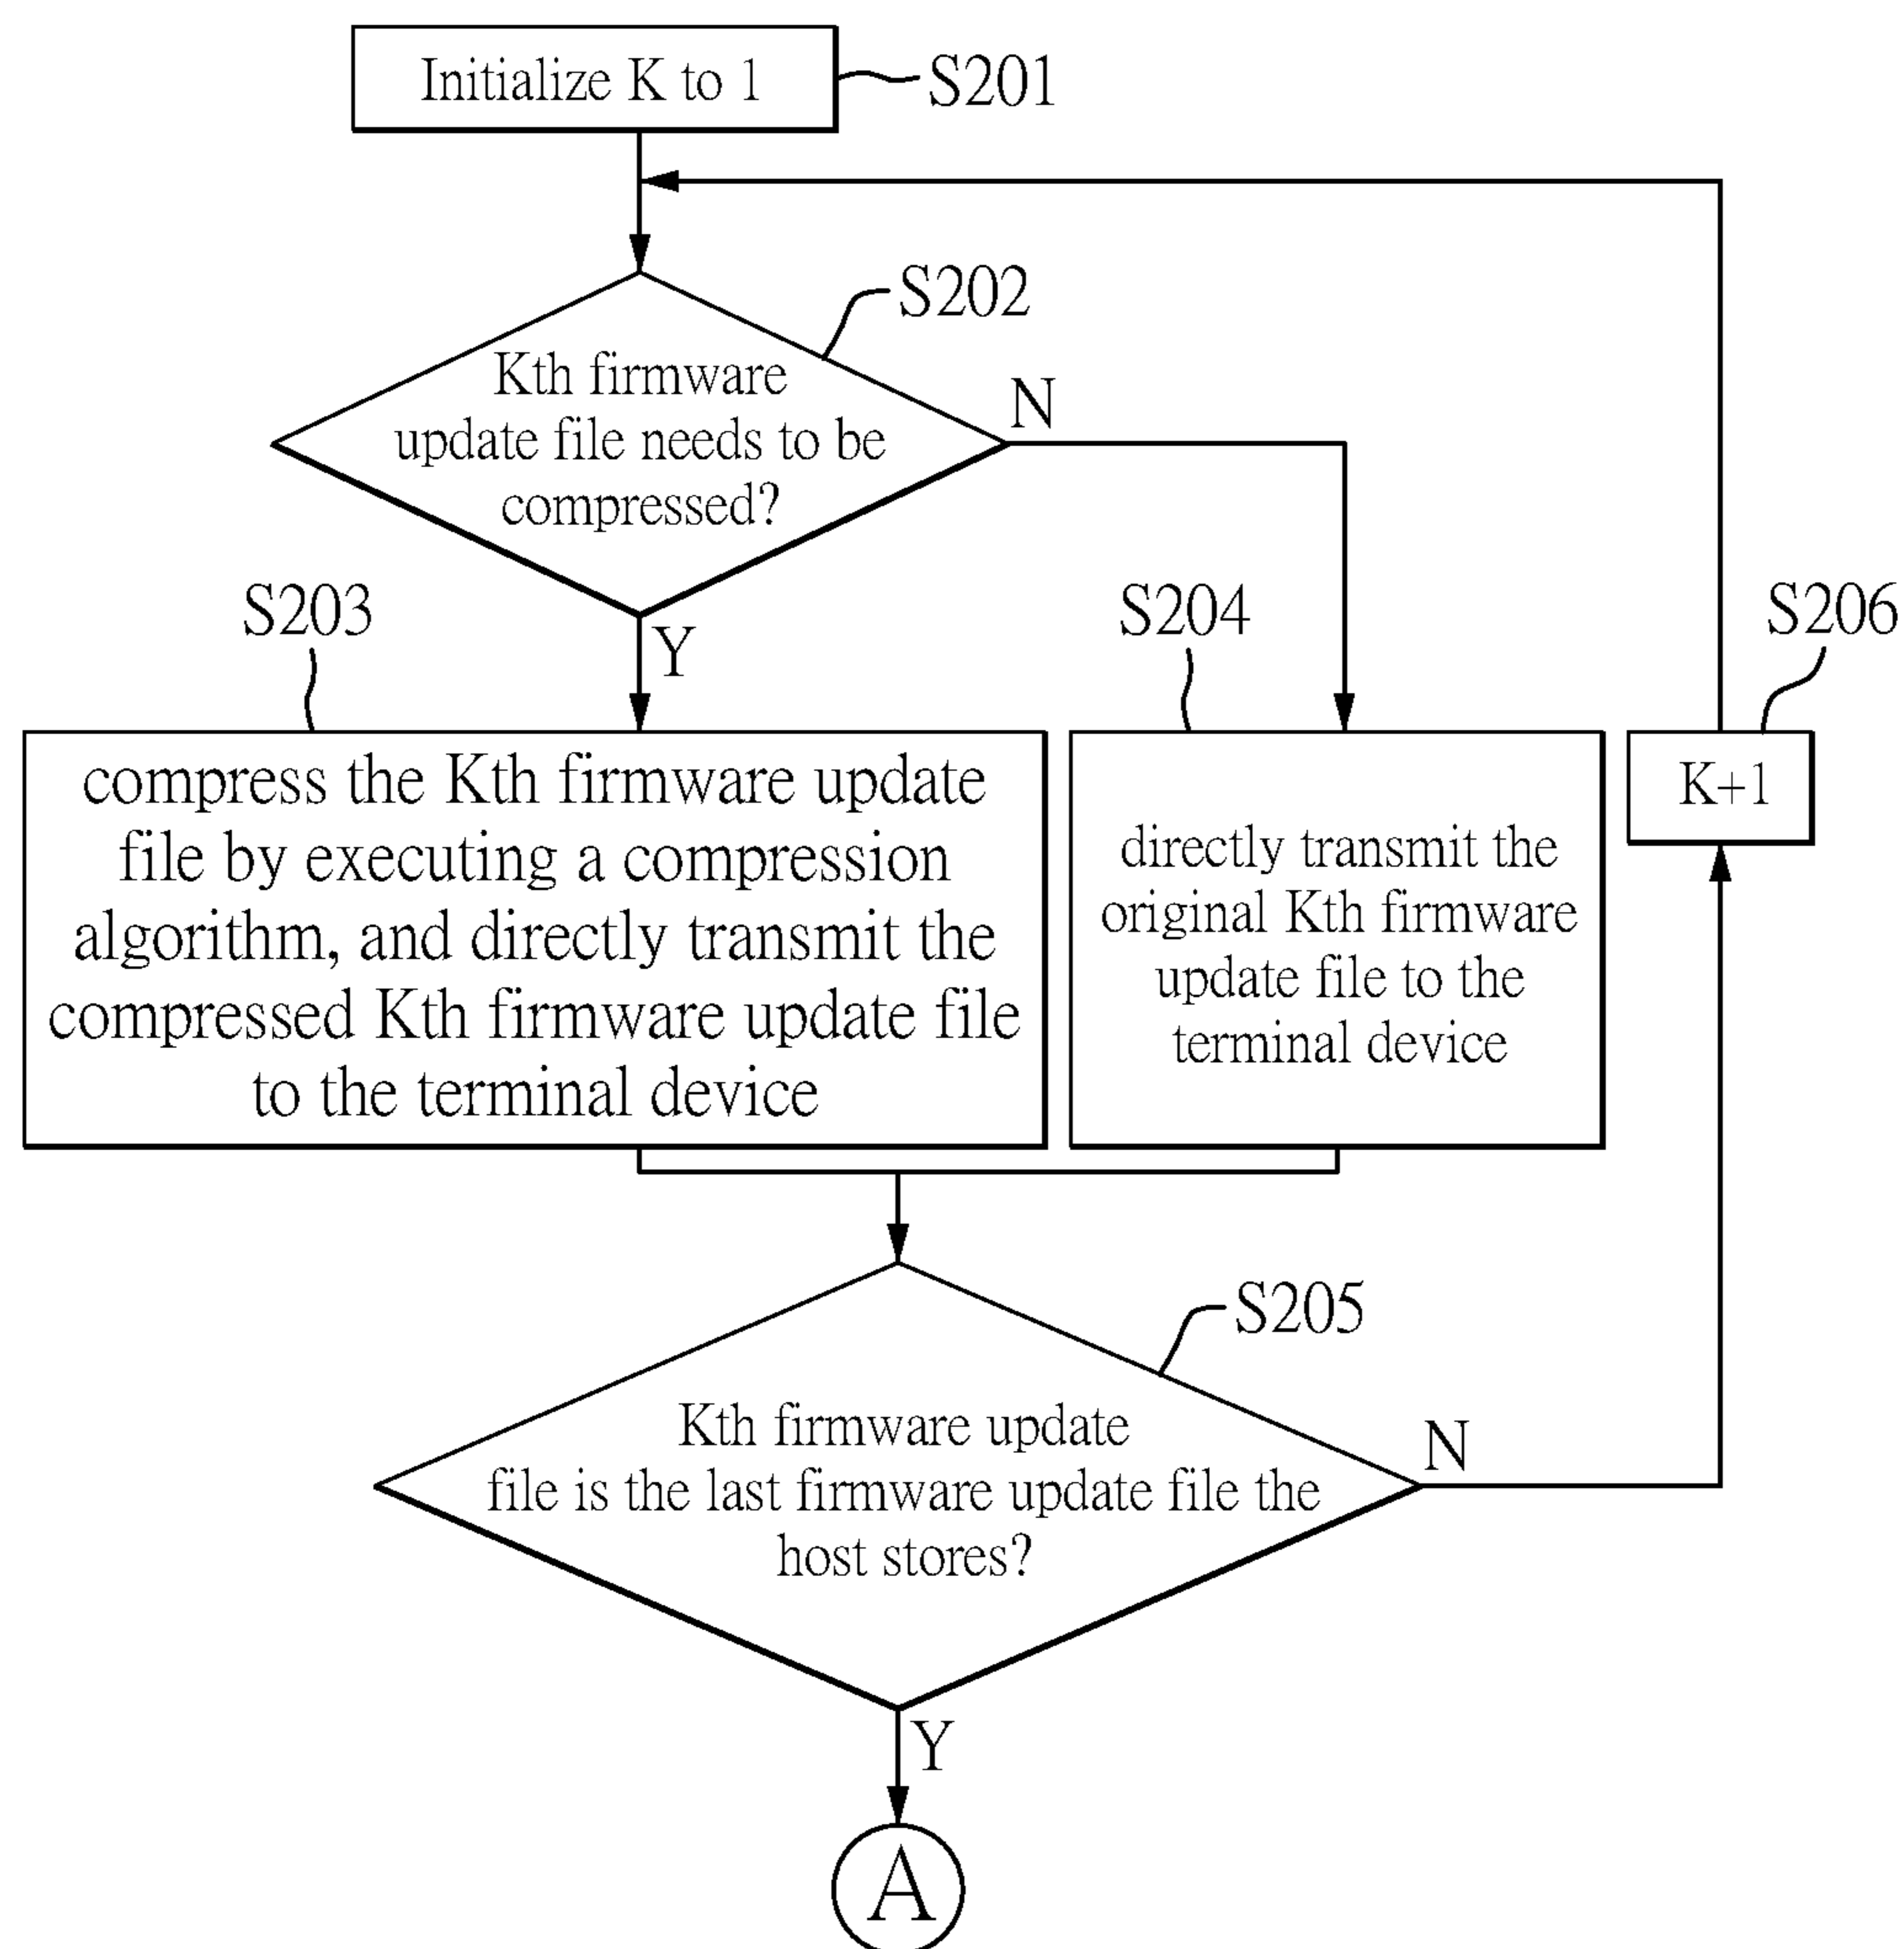 Initialize K to 1
S201
S202
Kth firmware
update file needs to be
compressed?
N
Y
S203
S204
S206
compress the Kth firmware update
file by executing a compression
algorithm, and directly transmit the
compressed Kth firmware update file
to the terminal device
directly transmit the
original Kth firmware
update file to the
terminal device
K+1
S205
Kth firmware update
file is the last firmware update file the
host stores?
N
Y
A